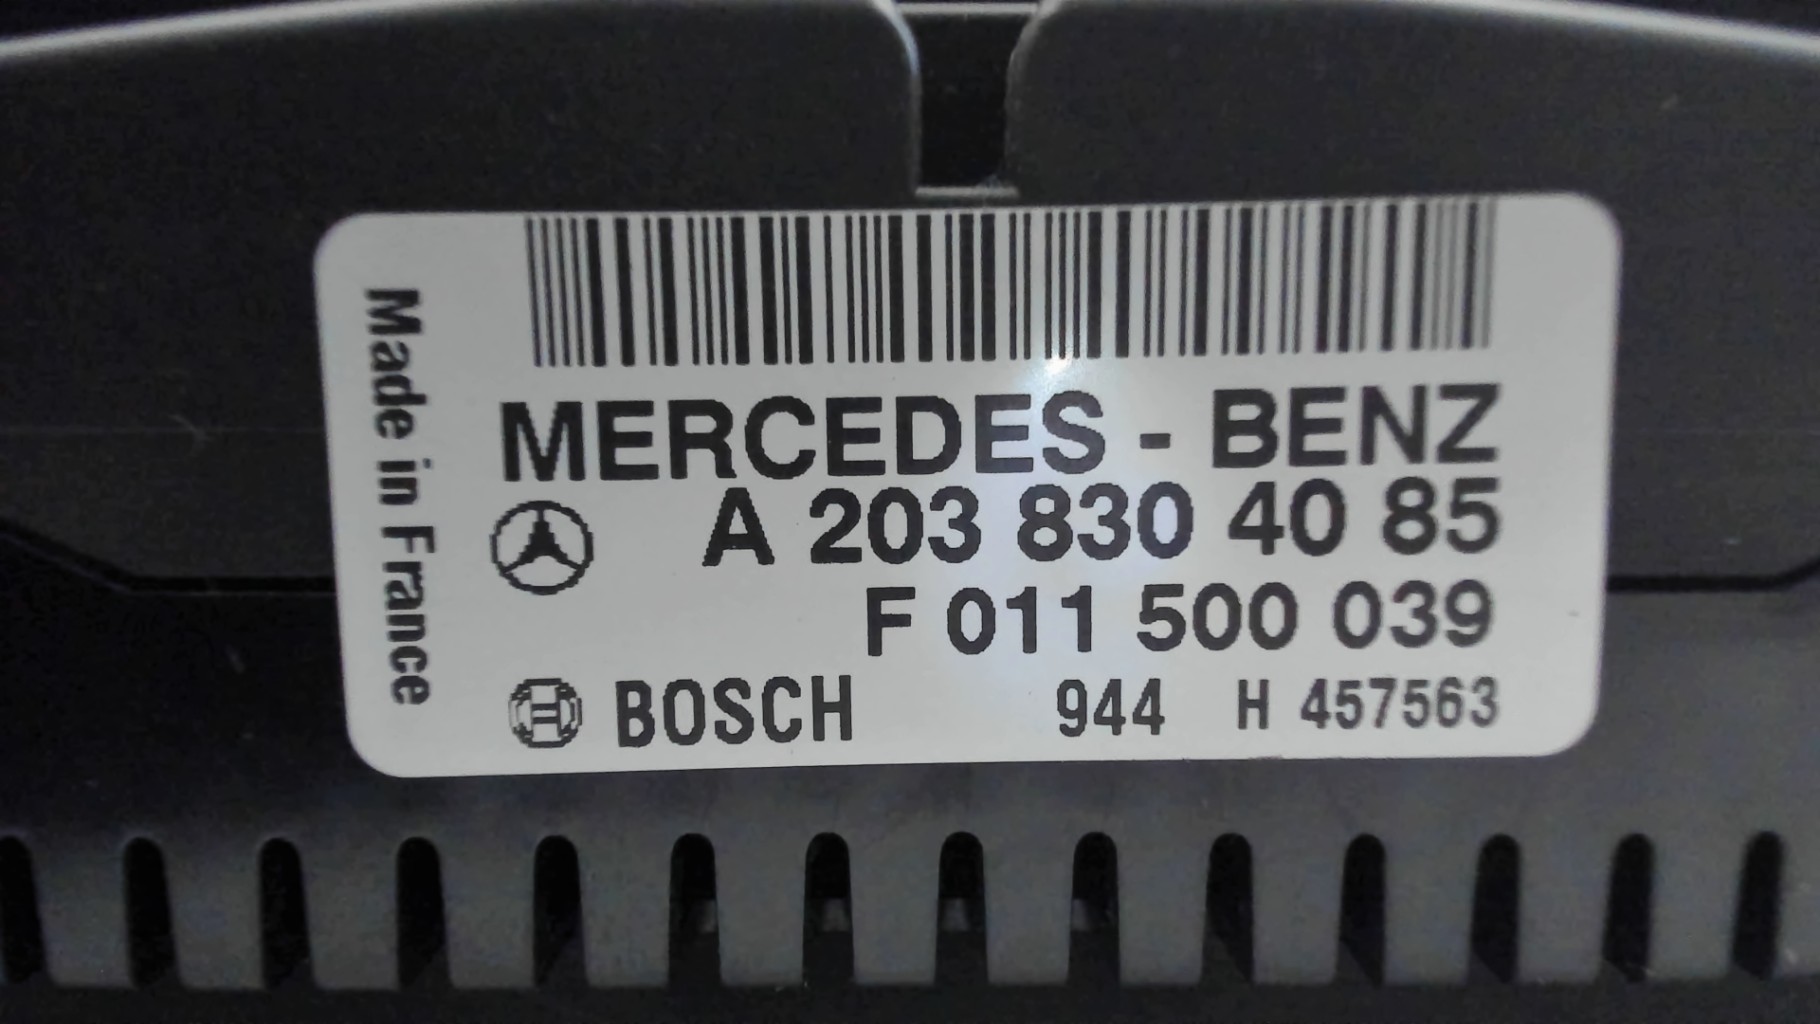 Made in France
MERCEDES - BENZ
A 203 830 40 85
F 011 500 039
BOSCH 944 H 457563